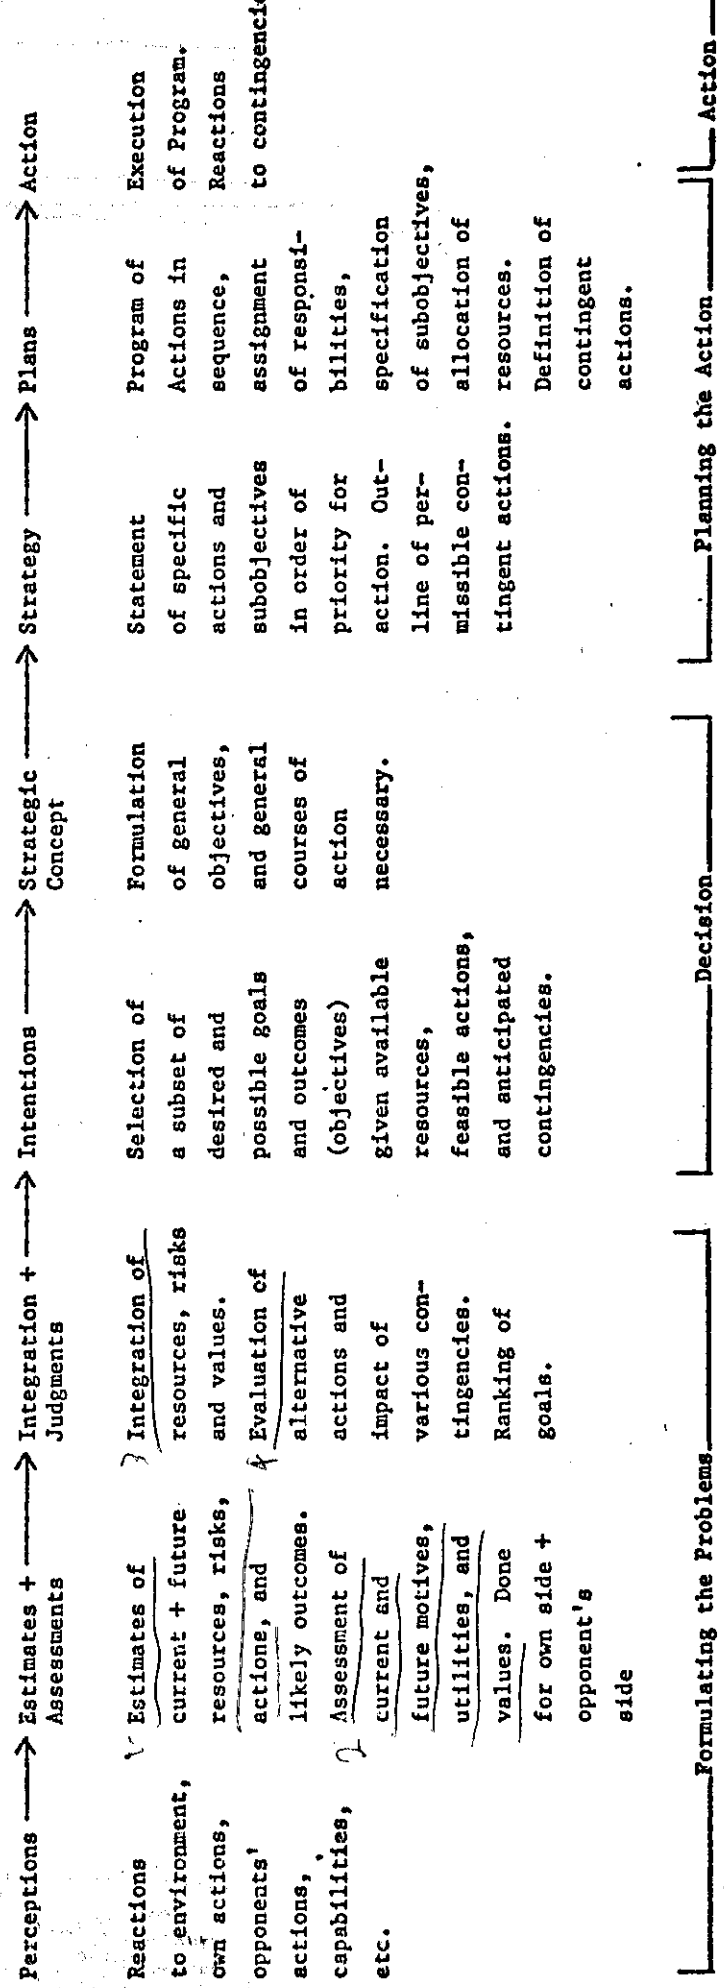 Perceptions → Estimates + → Integration + → Intentions → Strategic → Strategy → Plans → Action
Assessments Judgments Concept
Reactions
to environment,
own actions,
opponents'
actions,
capabilities,
etc.
1 Estimates of
current + future
resources, risks,
actione, and
likely outcomes.
2 Assessment of
current and
future motives,
utilities, and
values. Done
for own side +
opponent's
side
3 Integration of
resources, risks
and values.
4 Evaluation of
alternative
actions and
impact of
various con-
tingencies.
Ranking of
goals.
Selection of
a subset of
desired and
possible goals
and outcomes
(objectives)
given available
resources,
feasible actions,
and anticipated
contingencies.
Formulation
of general
objectives,
and general
courses of
action
necessary.
Statement
of specific
actions and
subobjectives
in order of
priority for
action. Out-
line of per-
missible con-
tingent actions.
Program of
Actions in
sequence,
assignment
of responsi-
bilities,
specification
of subobjectives,
allocation of
resources.
Definition of
contingent
actions.
Execution
of Program.
Reactions
to contingencie
Formulating the Problems Decision Planning the Action Action